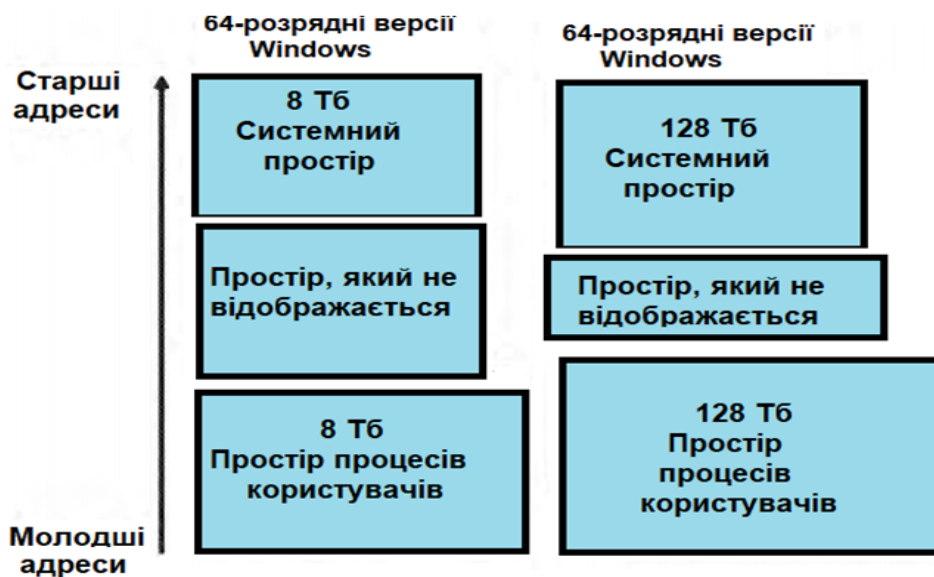 64-розрядні версії
Windows
64-розрядні версії
Windows
Старші
адреси
8 Тб
Системний
простір
128 Тб
Системний
простір
Простір, який не
відображається
Простір, який не
відображається
8 Тб
Простір процесів
користувачів
128 Тб
Простір
процесів
користувачів
Молодші
адреси